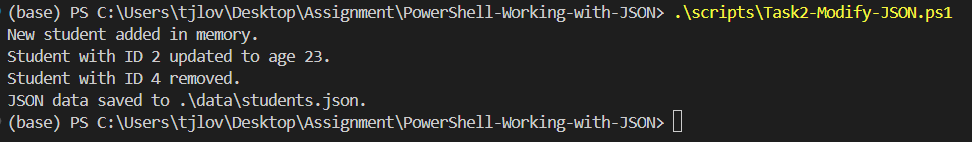 (base) PS C:\Users\tjlov\Desktop\Assignment\PowerShell-Working-with-JSON> .\scripts\Task2-Modify-JSON.ps1
New student added in memory.
Student with ID 2 updated to age 23.
Student with ID 4 removed.
JSON data saved to .\data\students.json.
(base) PS C:\Users\tjlov\Desktop\Assignment\PowerShell-Working-with-JSON>